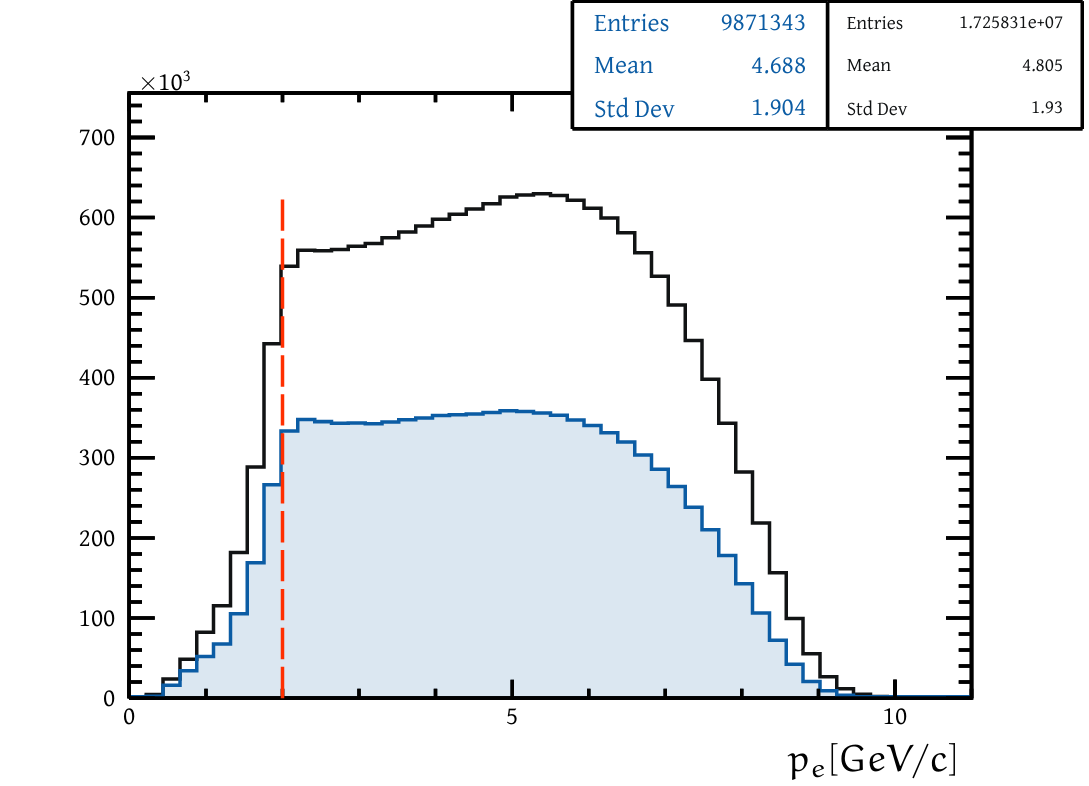 Entries 9871343
Mean 4.688
Std Dev 1.904
Entries 1.725831e+07
Mean 4.805
Std Dev 1.93
×10³
700
600
500
400
300
200
100
0
0 5 10
pₑ[GeV/c]